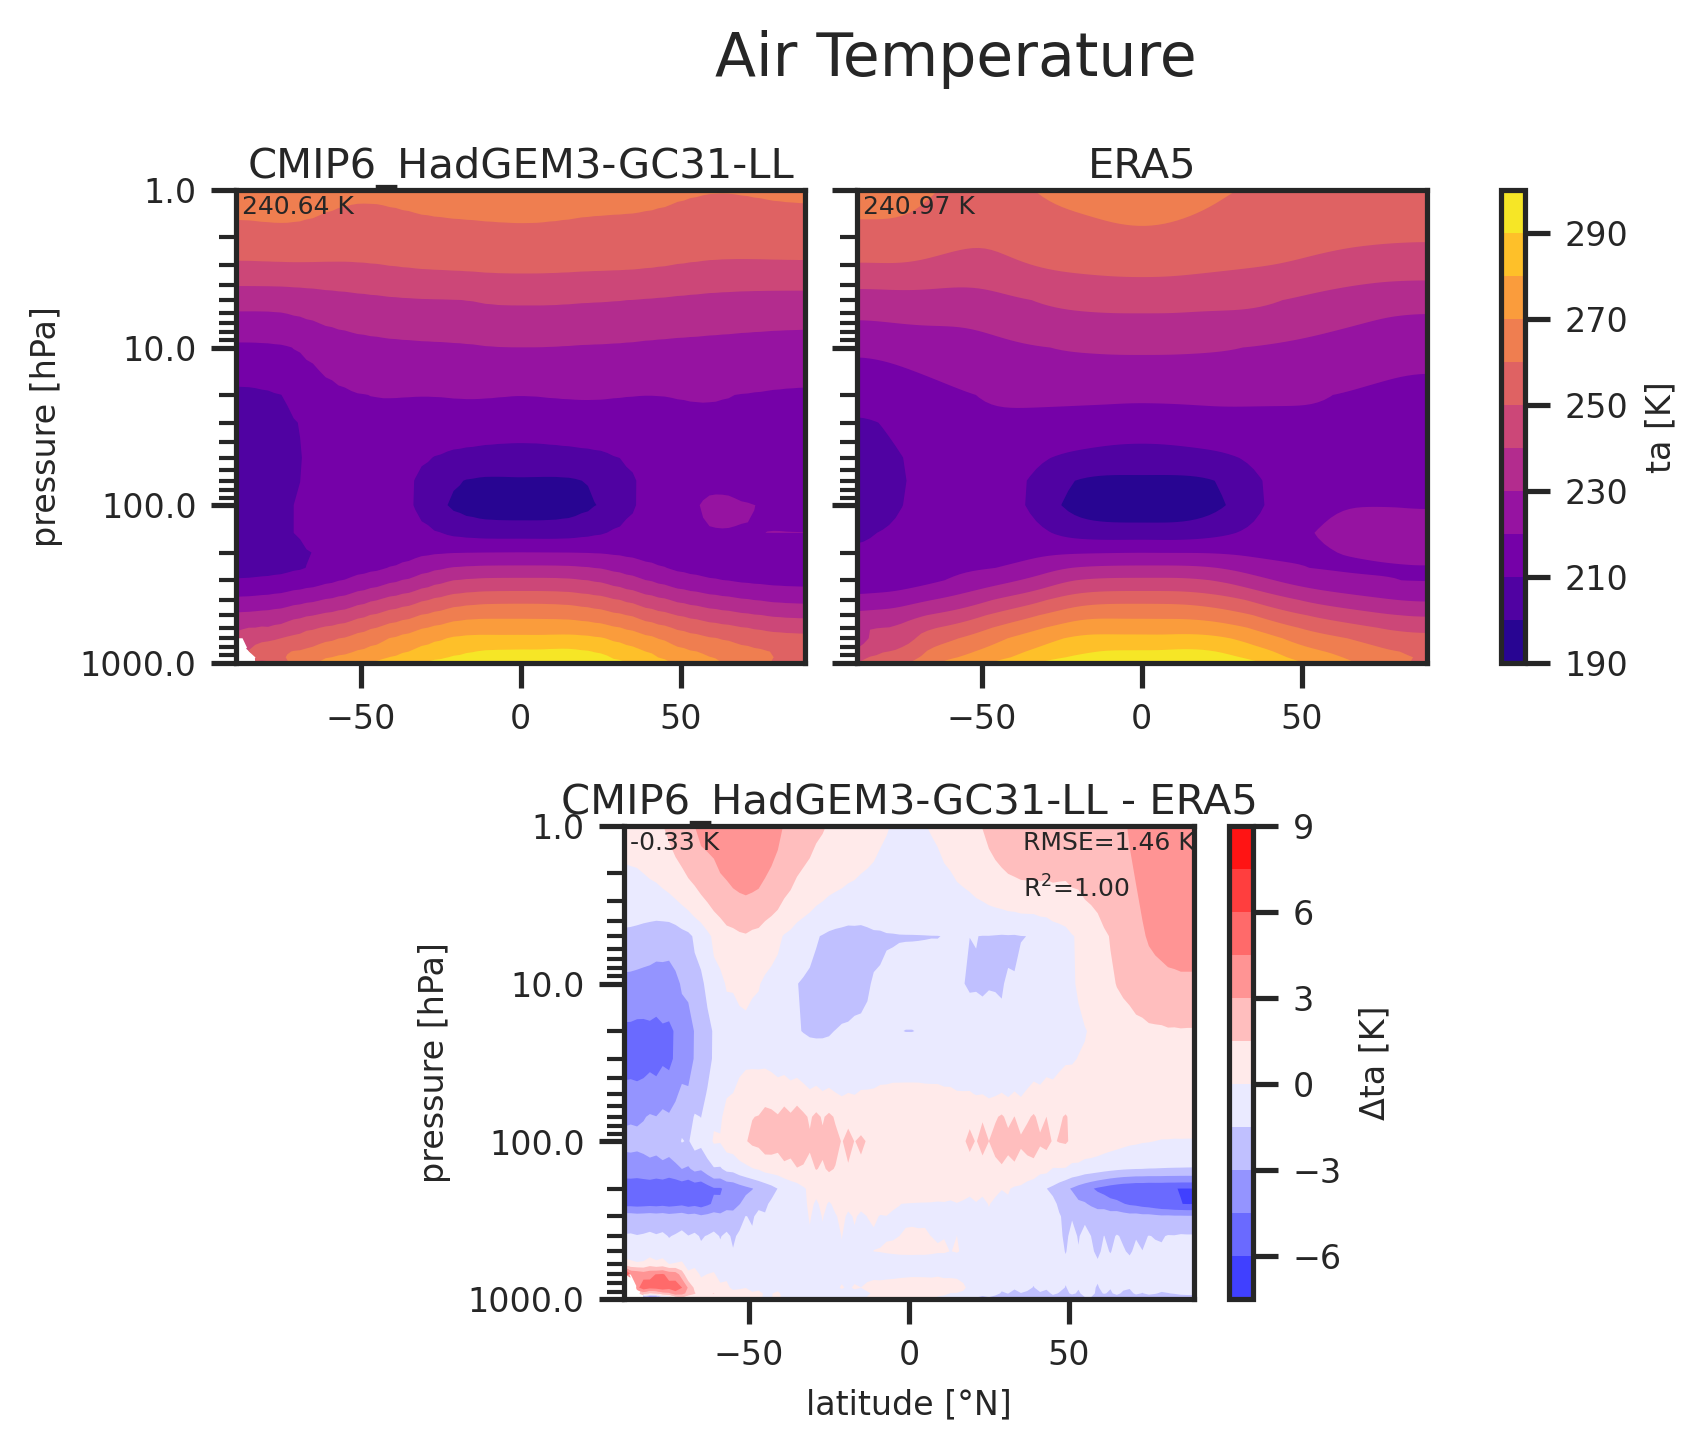 Air Temperature
CMIP6_HadGEM3-GC31-LL
ERA5
240.64 K
240.97 K
1.0
10.0
100.0
1000.0
pressure [hPa]
−50
0
50
−50
0
50
290
270
250
230
210
190
ta [K]
CMIP6_HadGEM3-GC31-LL - ERA5
-0.33 K
RMSE=1.46 K
R²=1.00
1.0
10.0
100.0
1000.0
pressure [hPa]
−50
0
50
latitude [°N]
9
6
3
0
−3
−6
Δta [K]